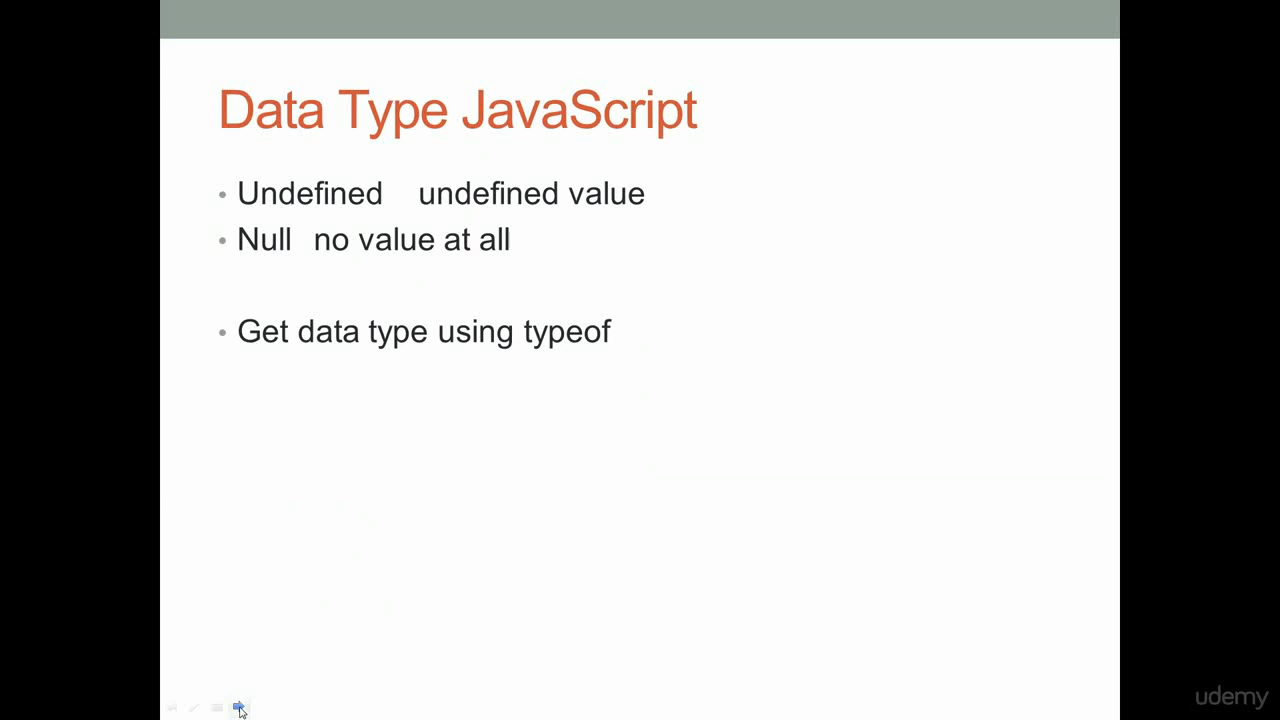 Data Type JavaScript
• Undefined undefined value
• Null no value at all
• Get data type using typeof
udemy